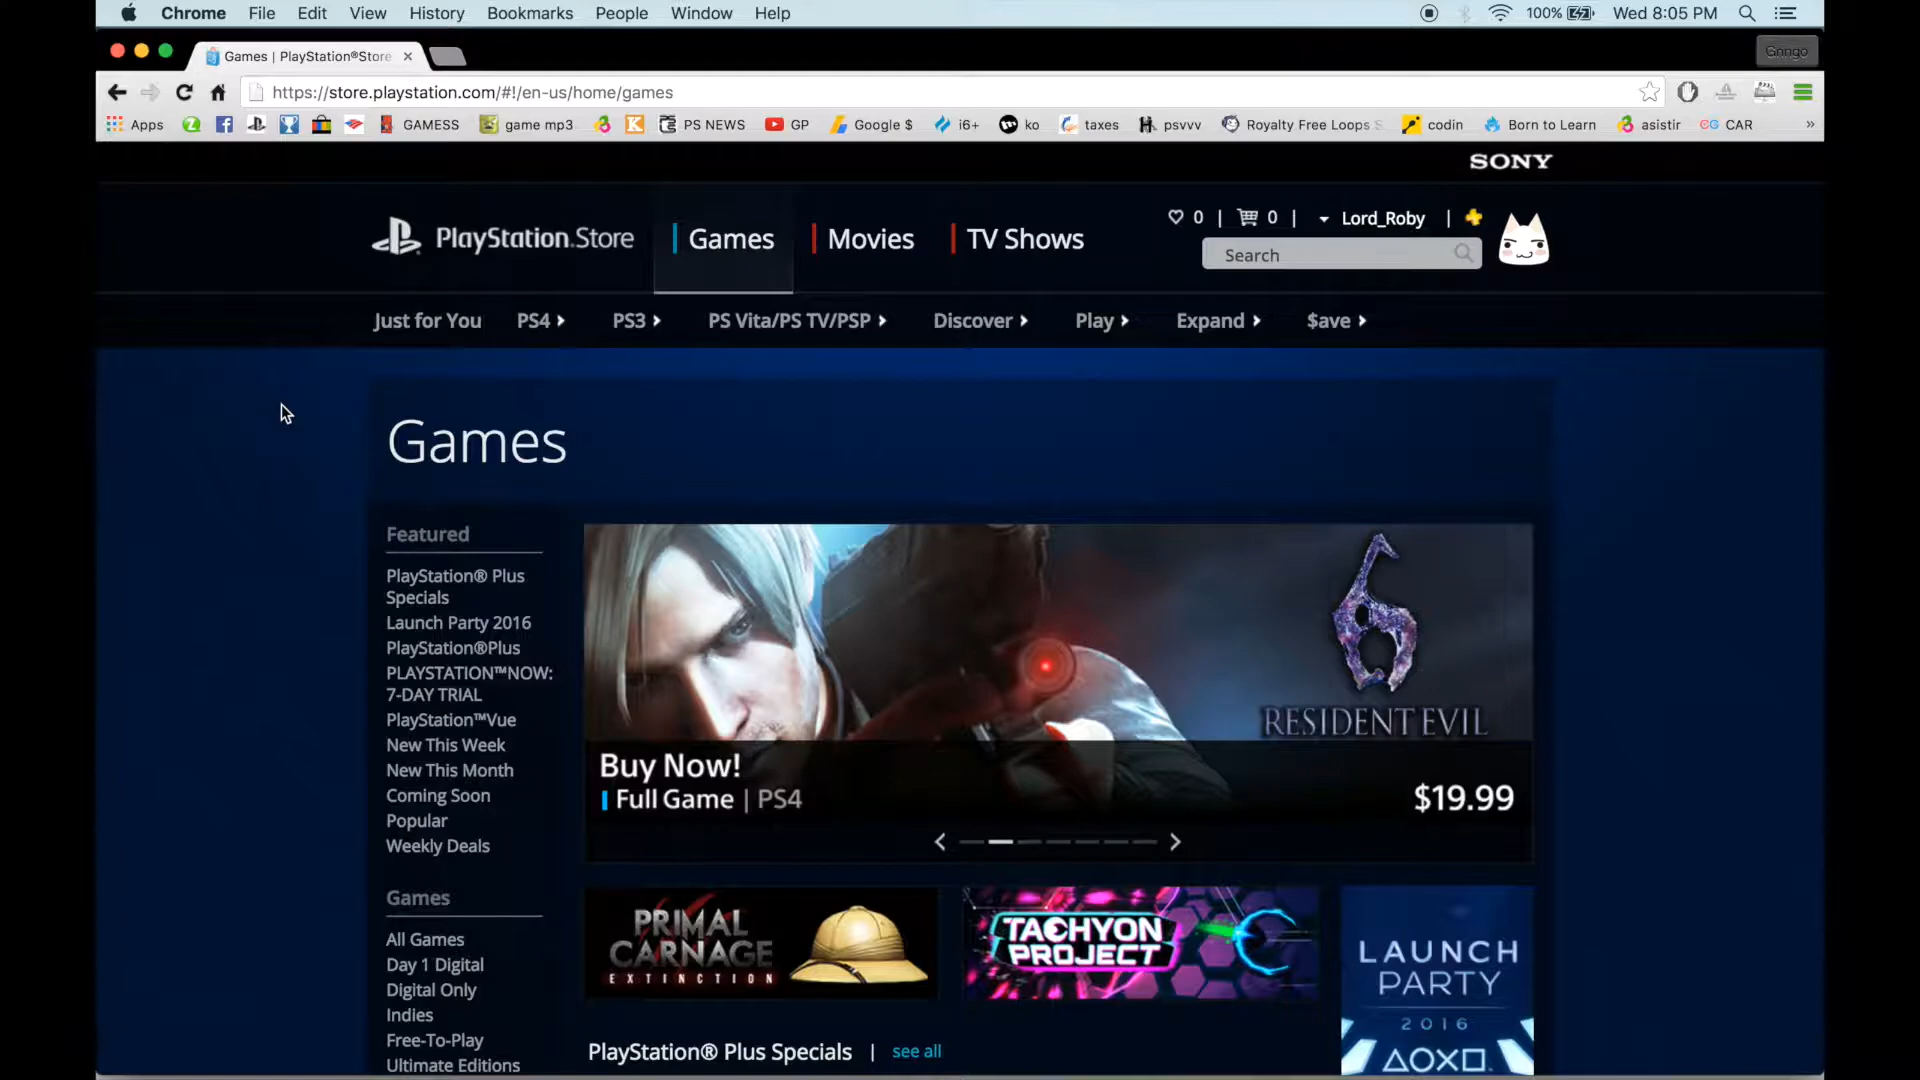 Chrome File Edit View History Bookmarks People Window Help 100% Wed 8:05 PM
Games | PlayStation®Store
Gringo
https://store.playstation.com/#!/en-us/home/games
Apps GAMESS game mp3 PS NEWS GP Google $ i6+ ko taxes psvvv Royalty Free Loops codin Born to Learn asistir CAR »
SONY
PlayStation.Store Games Movies TV Shows
0 | 0 | Lord_Roby |
Search
Just for You PS4 PS3 PS Vita/PS TV/PSP Discover Play Expand $ave
Games
Featured
PlayStation® Plus
Specials
Launch Party 2016
PlayStation®Plus
PLAYSTATION™NOW:
7-DAY TRIAL
PlayStation™Vue
New This Week
New This Month
Coming Soon
Popular
Weekly Deals
Games
All Games
Day 1 Digital
Digital Only
Indies
Free-To-Play
Ultimate Editions
6
RESIDENT EVIL
Buy Now!
Full Game | PS4
$19.99
PRIMAL
CARNAGE
EXTINCTION
TACHYON
PROJECT
LAUNCH
PARTY
2016
PlayStation® Plus Specials | see all